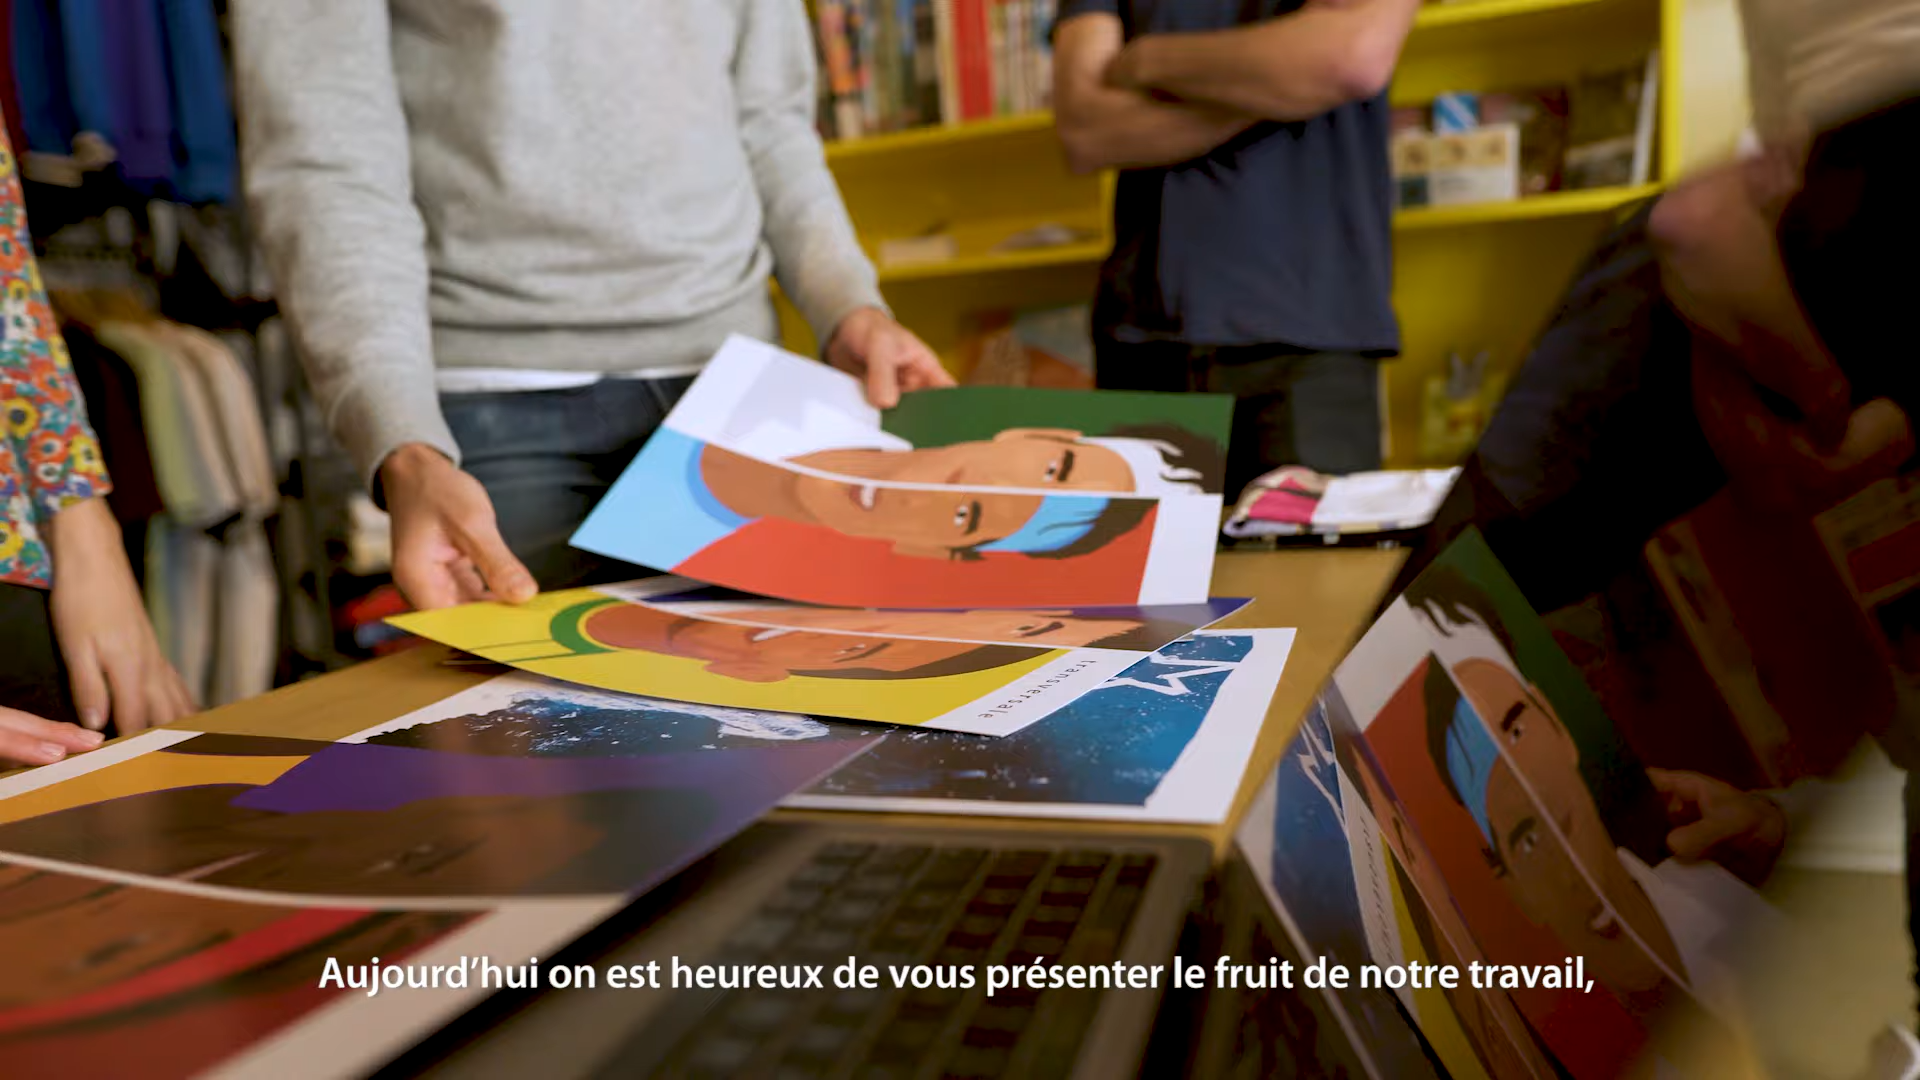 transversale
Aujourd’hui on est heureux de vous présenter le fruit de notre travail,